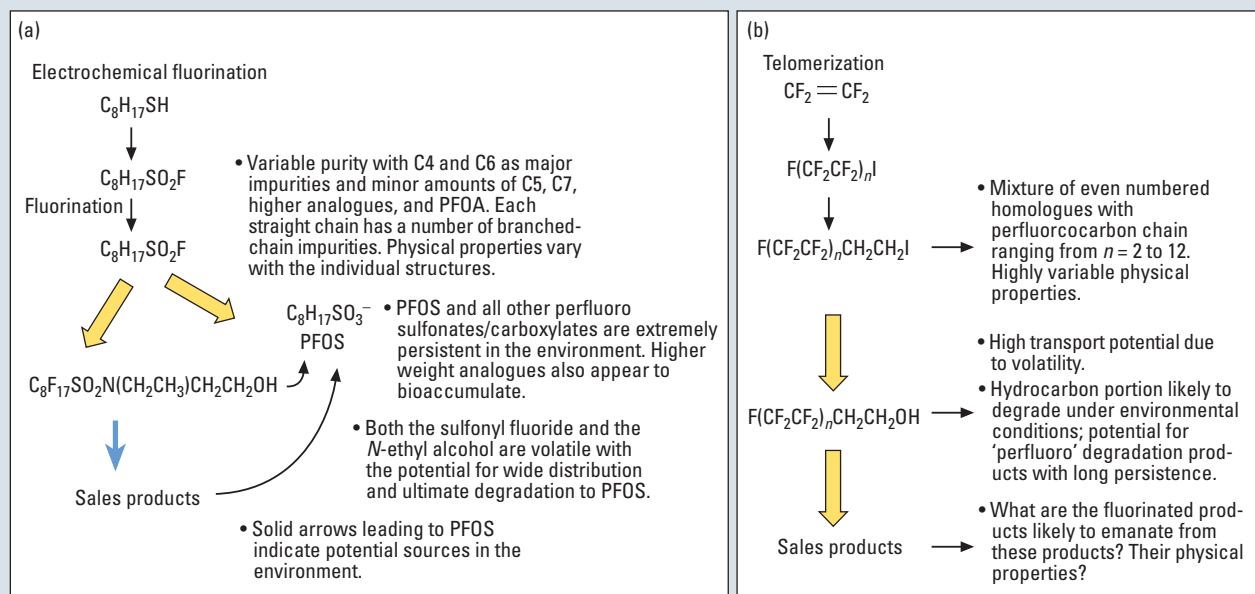 (a)
Electrochemical fluorination
C₈H₁₇SH
C₈H₁₇SO₂F
Fluorination
C₈H₁₇SO₂F
• Variable purity with C4 and C6 as major
impurities and minor amounts of C5, C7,
higher analogues, and PFOA. Each
straight chain has a number of branched-
chain impurities. Physical properties vary
with the individual structures.
C₈H₁₇SO₃⁻
PFOS
• PFOS and all other perfluoro
sulfonates/carboxylates are extremely
persistent in the environment. Higher
weight analogues also appear to
bioaccumulate.
C₈F₁₇SO₂N(CH₂CH₃)CH₂CH₂OH
• Both the sulfonyl fluoride and the
N-ethyl alcohol are volatile with
the potential for wide distribution
and ultimate degradation to PFOS.
Sales products
• Solid arrows leading to PFOS
indicate potential sources in the
environment.
(b)
Telomerization
CF₂=CF₂
F(CF₂CF₂)ₙI
F(CF₂CF₂)ₙCH₂CH₂I
• Mixture of even numbered
homologues with
perfluorcocarbon chain
ranging from n = 2 to 12.
Highly variable physical
properties.
• High transport potential due
to volatility.
• Hydrocarbon portion likely to
degrade under environmental
conditions; potential for
'perfluoro' degradation prod-
ucts with long persistence.
F(CF₂CF₂)ₙCH₂CH₂OH
Sales products
• What are the fluorinated prod-
ucts likely to emanate from
these products? Their physical
properties?